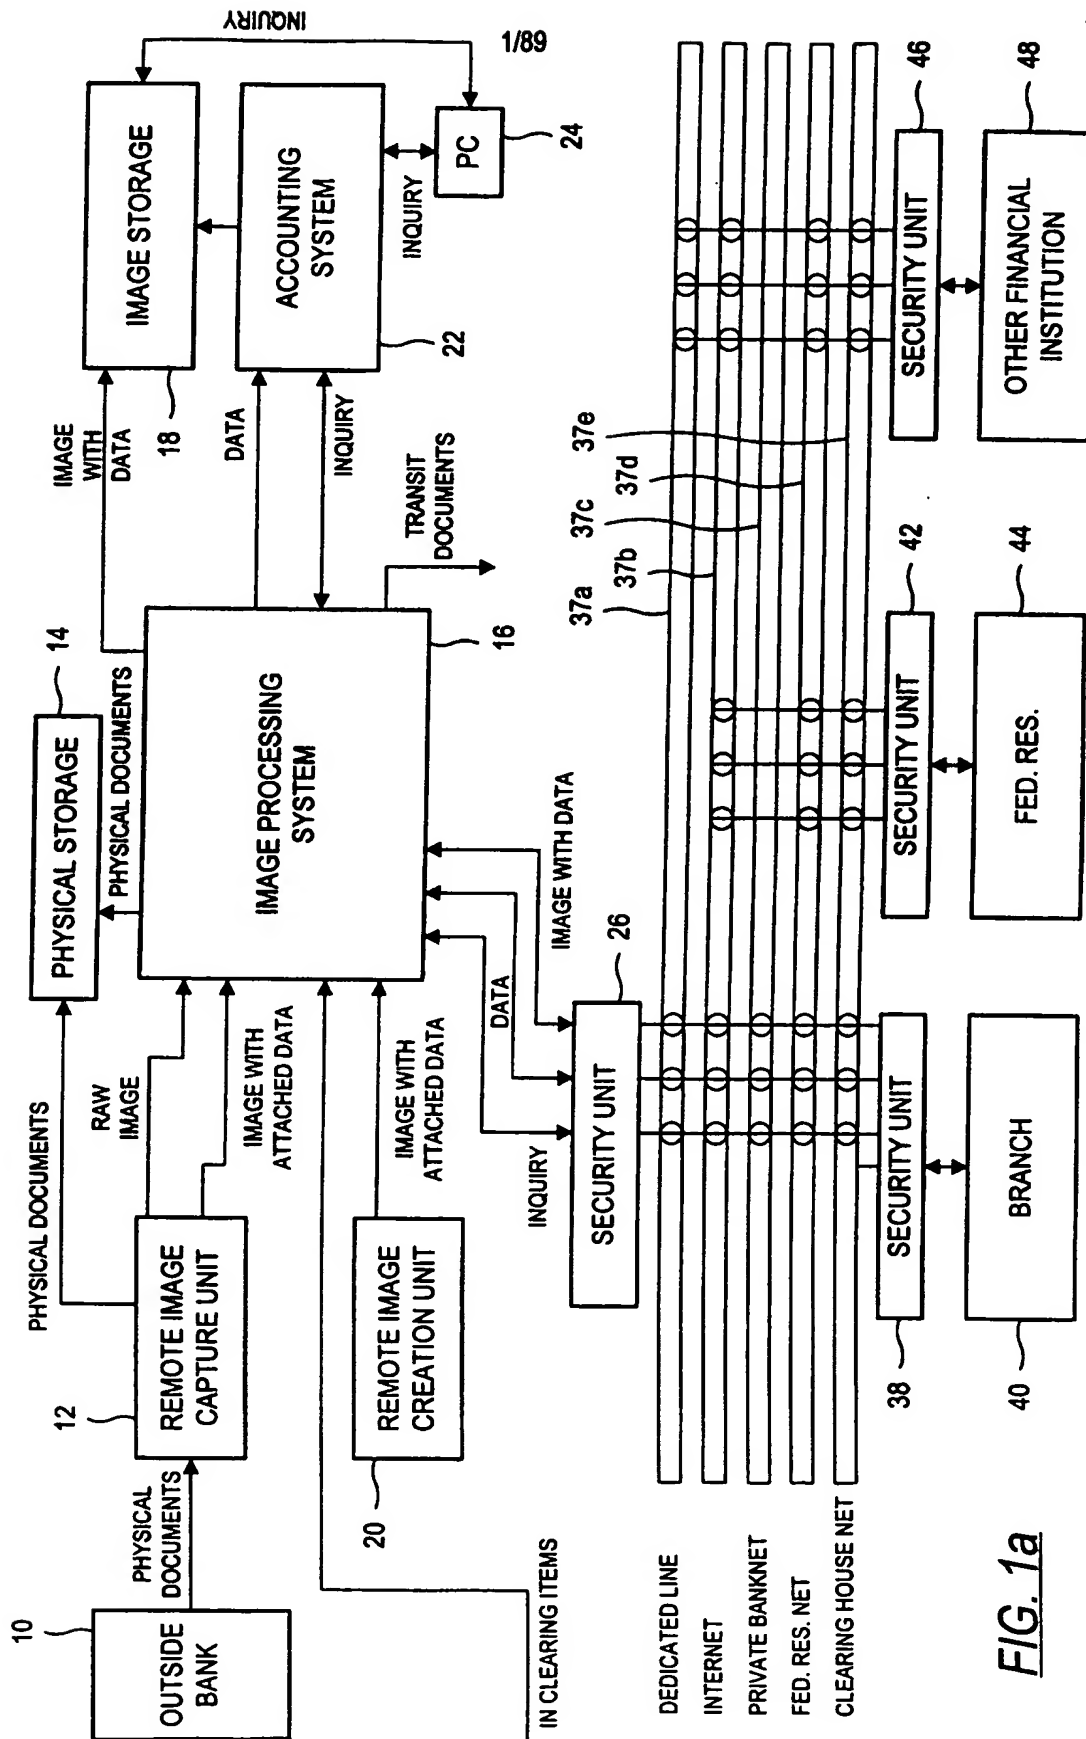 1/89
10
OUTSIDE
BANK
PHYSICAL
DOCUMENTS
12
REMOTE IMAGE
CAPTURE UNIT
PHYSICAL DOCUMENTS
RAW
IMAGE
IMAGE WITH
ATTACHED DATA
PHYSICAL STORAGE
14
PHYSICAL DOCUMENTS
REMOTE IMAGE
CREATION UNIT
20
IMAGE WITH
ATTACHED DATA
IN CLEARING ITEMS
IMAGE PROCESSING
SYSTEM
16
IMAGE
WITH
DATA
IMAGE STORAGE
18
DATA
INQUIRY
TRANSIT
DOCUMENTS
ACCOUNTING
SYSTEM
22
INQUIRY
PC
24
INQUIRY
INQUIRY
DATA
IMAGE WITH DATA
SECURITY UNIT
26
DEDICATED LINE
INTERNET
PRIVATE BANKNET
FED. RES. NET
CLEARING HOUSE NET
37a
37b
37c
37d
37e
SECURITY UNIT
38
BRANCH
40
SECURITY UNIT
42
FED. RES.
44
SECURITY UNIT
46
OTHER FINANCIAL
INSTITUTION
48
FIG. 1a